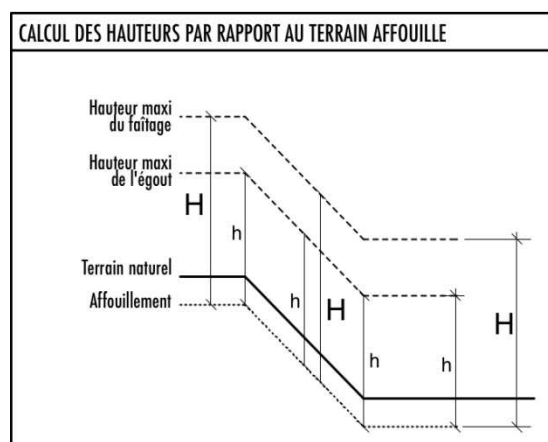 CALCUL DES HAUTEURS PAR RAPPORT AU TERRAIN AFFOUILLE
Hauteur maxi
du faîtage
Hauteur maxi
de l'égout
H
h
Terrain naturel
Affouillement
h
H
h
h
H